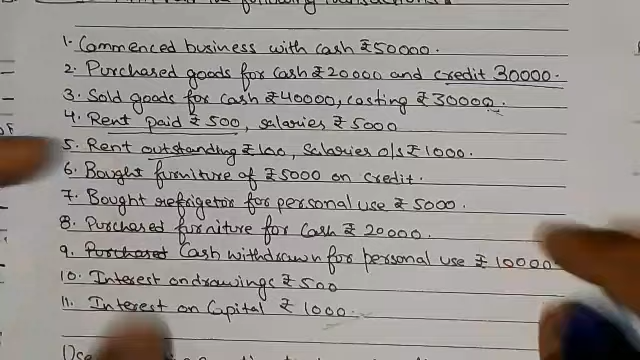 following transactions.
1. Commenced business with cash ₹50000.
2. Purchased goods for cash ₹20000 and credit 30000.
3. Sold goods for cash ₹40000, costing ₹30000.
4. Rent paid ₹500, salaries ₹5000
5. Rent outstanding ₹100, Salaries o/s ₹1000.
6. Bought furniture of ₹5000 on credit.
7. Bought refrigetor for personal use ₹5000.
8. Purchased furniture for cash ₹20000.
9. Purchased Cash withdrawn for personal use ₹10000
10. Interest on drawings ₹500
11. Interest on Capital ₹1000.